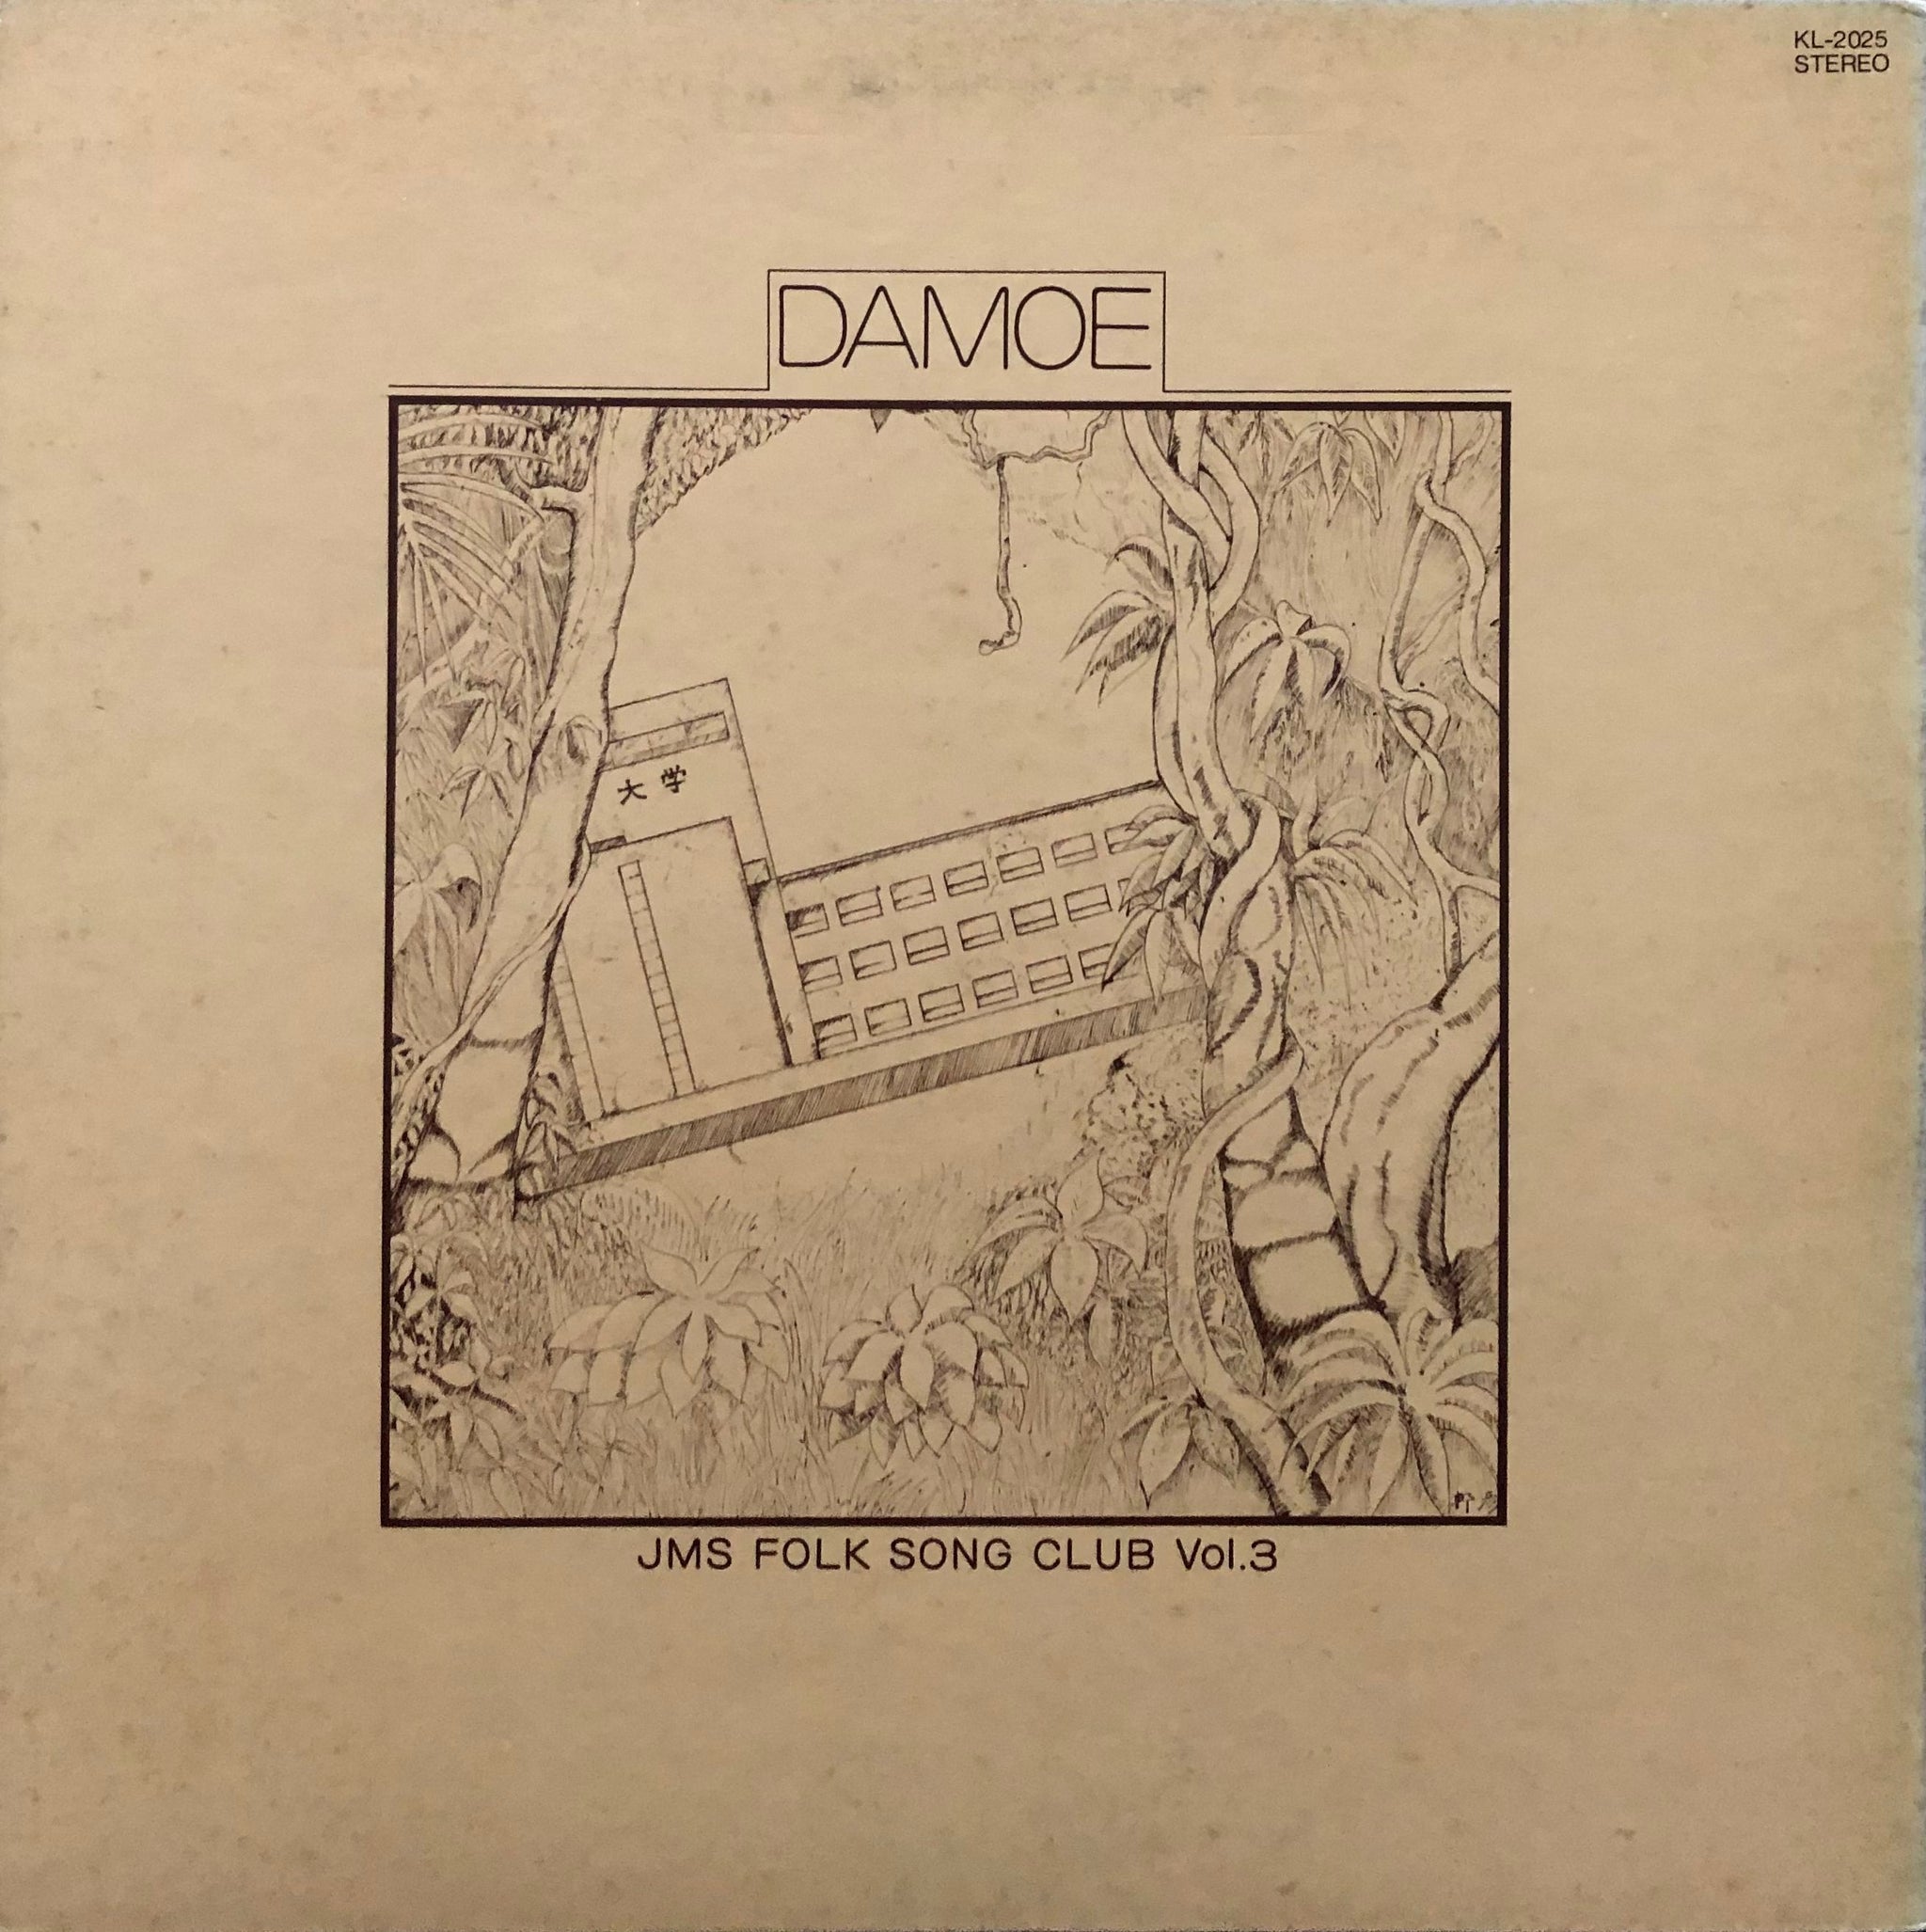 KL-2025
STEREO
DAMOE
大学
JMS FOLK SONG CLUB Vol.3